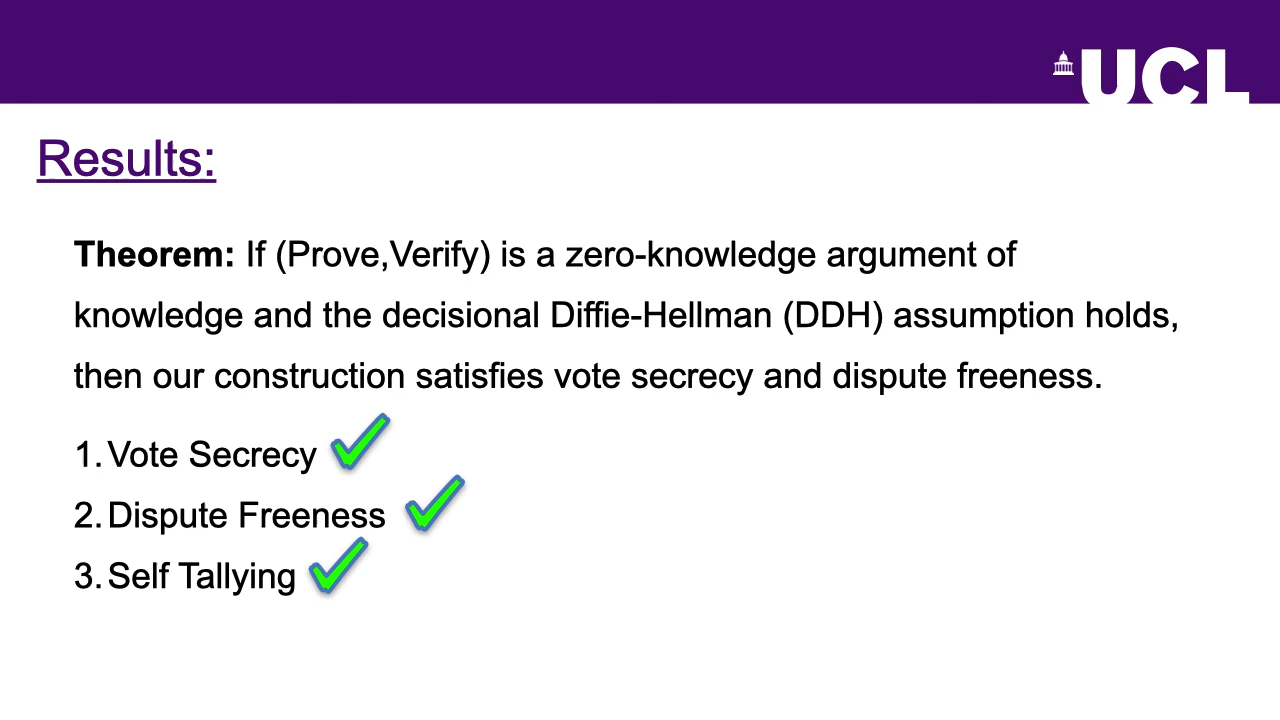 UCL
Results:
Theorem: If (Prove,Verify) is a zero-knowledge argument of
knowledge and the decisional Diffie-Hellman (DDH) assumption holds,
then our construction satisfies vote secrecy and dispute freeness.
1. Vote Secrecy
2. Dispute Freeness
3. Self Tallying